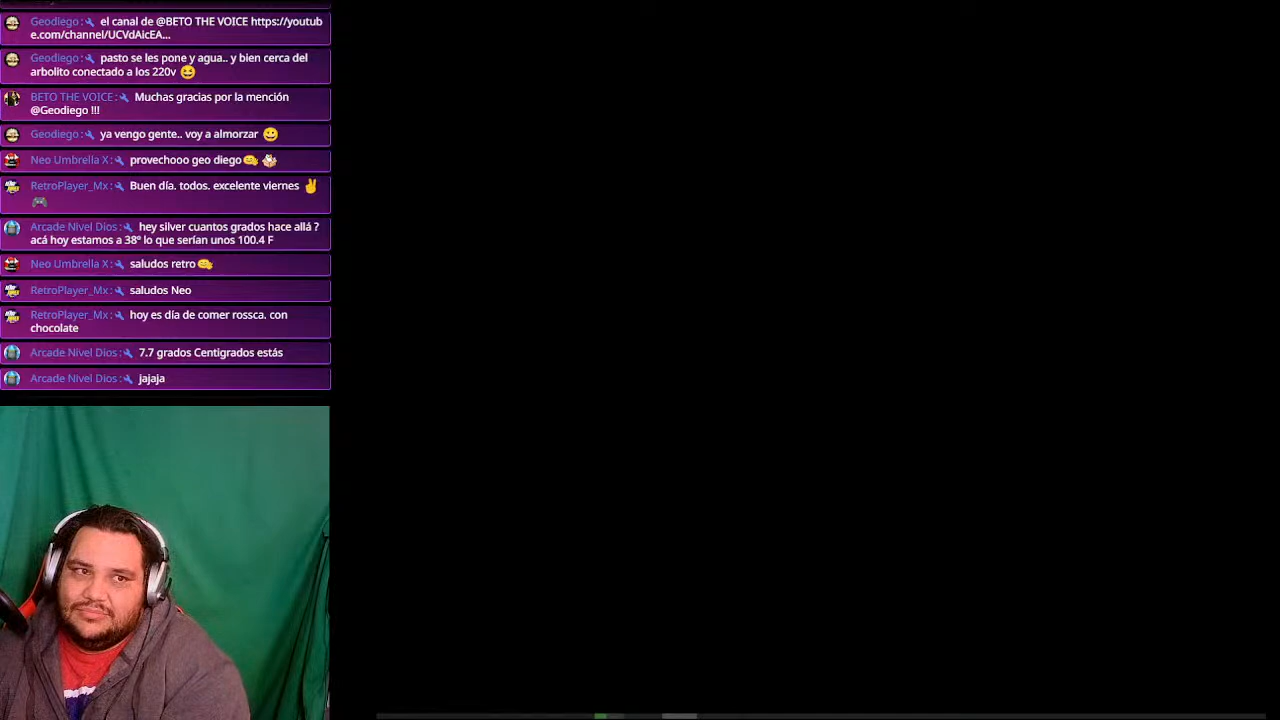 Geodiego: el canal de @BETO THE VOICE https://youtub
e.com/channel/UCVdAicEA...
Geodiego: pasto se les pone y agua.. y bien cerca del
arbolito conectado a los 220v 😆
BETO THE VOICE: Muchas gracias por la mención
@Geodiego !!!
Geodiego: ya vengo gente.. voy a almorzar 😀
Neo Umbrella X: provechooo geo diego
RetroPlayer_Mx: Buen día. todos. excelente viernes ✌
🎮
Arcade Nivel Dios: hey silver cuantos grados hace allá ?
acá hoy estamos a 38º lo que serían unos 100.4 F
Neo Umbrella X: saludos retro
RetroPlayer_Mx: saludos Neo
RetroPlayer_Mx: hoy es día de comer rossca. con
chocolate
Arcade Nivel Dios: 7.7 grados Centigrados estás
Arcade Nivel Dios: jajaja